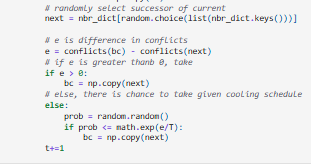 # randomly select successor of current
next = nbr_dict[random.choice(list(nbr_dict.keys()))]
# e is difference in conflicts
e = conflicts(bc) - conflicts(next)
# if e is greater thanb 0, take
if e > 0:
bc = np.copy(next)
# else, there is chance to take given cooling schedule
else:
prob = random.random()
if prob <= math.exp(e/T):
bc = np.copy(next)
t+=1